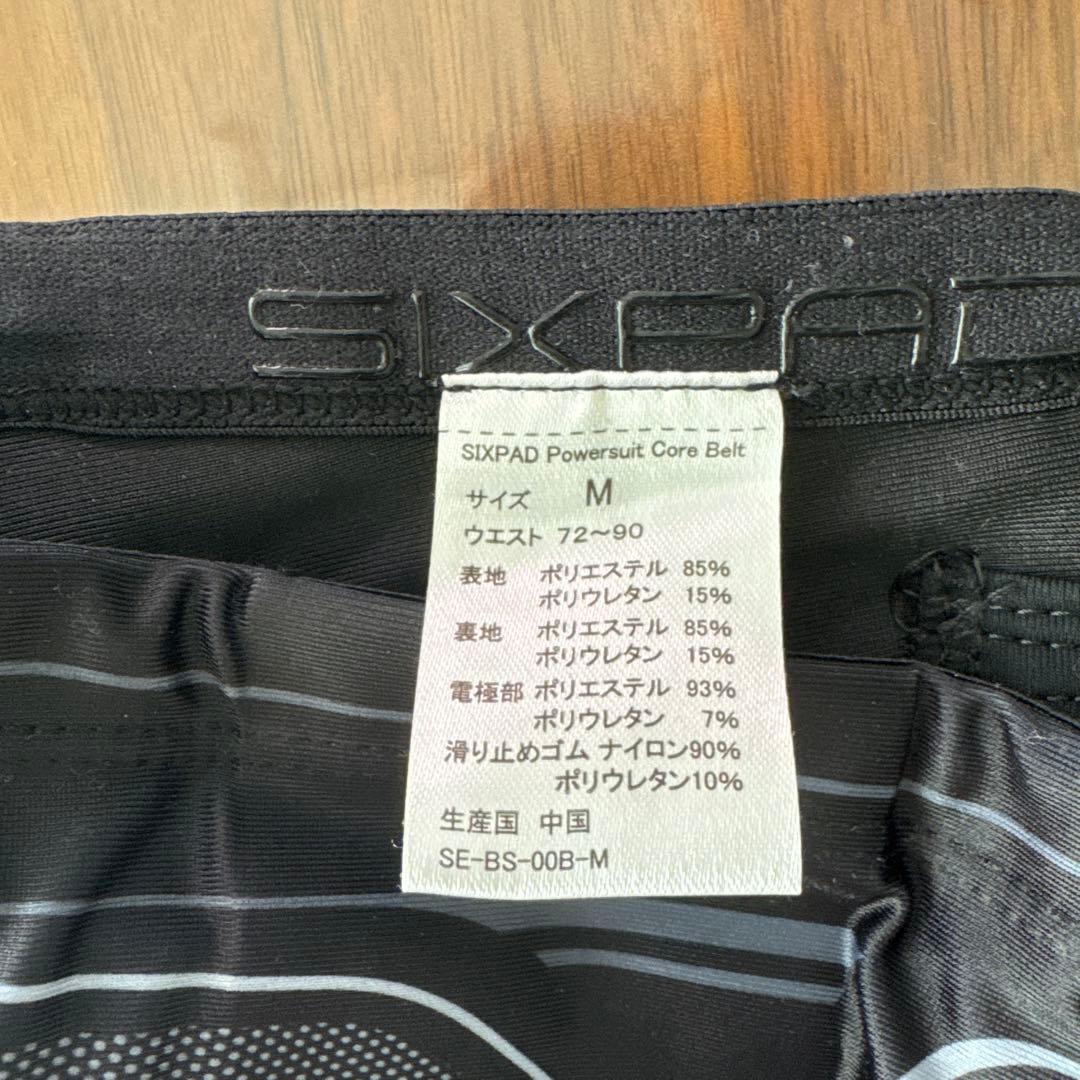 SIXPAD
SIXPAD Powersuit Core Belt
サイズ M
ウエスト 72～90
表地 ポリエステル 85%
ポリウレタン 15%
裏地 ポリエステル 85%
ポリウレタン 15%
電極部 ポリエステル 93%
ポリウレタン 7%
滑り止めゴム ナイロン90%
ポリウレタン10%
生産国 中国
SE-BS-00B-M